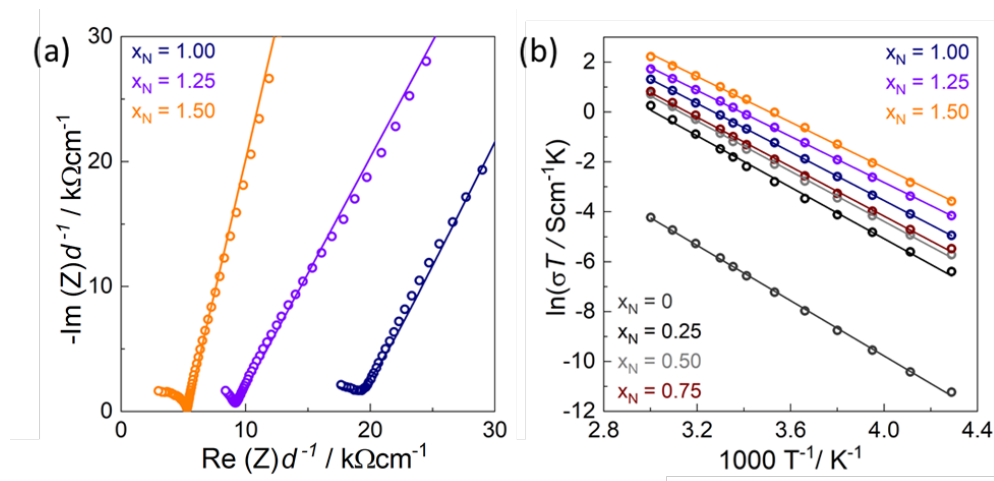 (a)
x_N = 1.00
x_N = 1.25
x_N = 1.50
30
20
10
0
-Im (Z)d⁻¹ / kΩcm⁻¹
0 10 20 30
Re (Z)d⁻¹ / kΩcm⁻¹
(b)
x_N = 1.00
x_N = 1.25
x_N = 1.50
2
0
-2
-4
-6
-8
-10
-12
ln(σT / Scm⁻¹K)
x_N = 0
x_N = 0.25
x_N = 0.50
x_N = 0.75
2.8 3.2 3.6 4.0 4.4
1000 T⁻¹/ K⁻¹